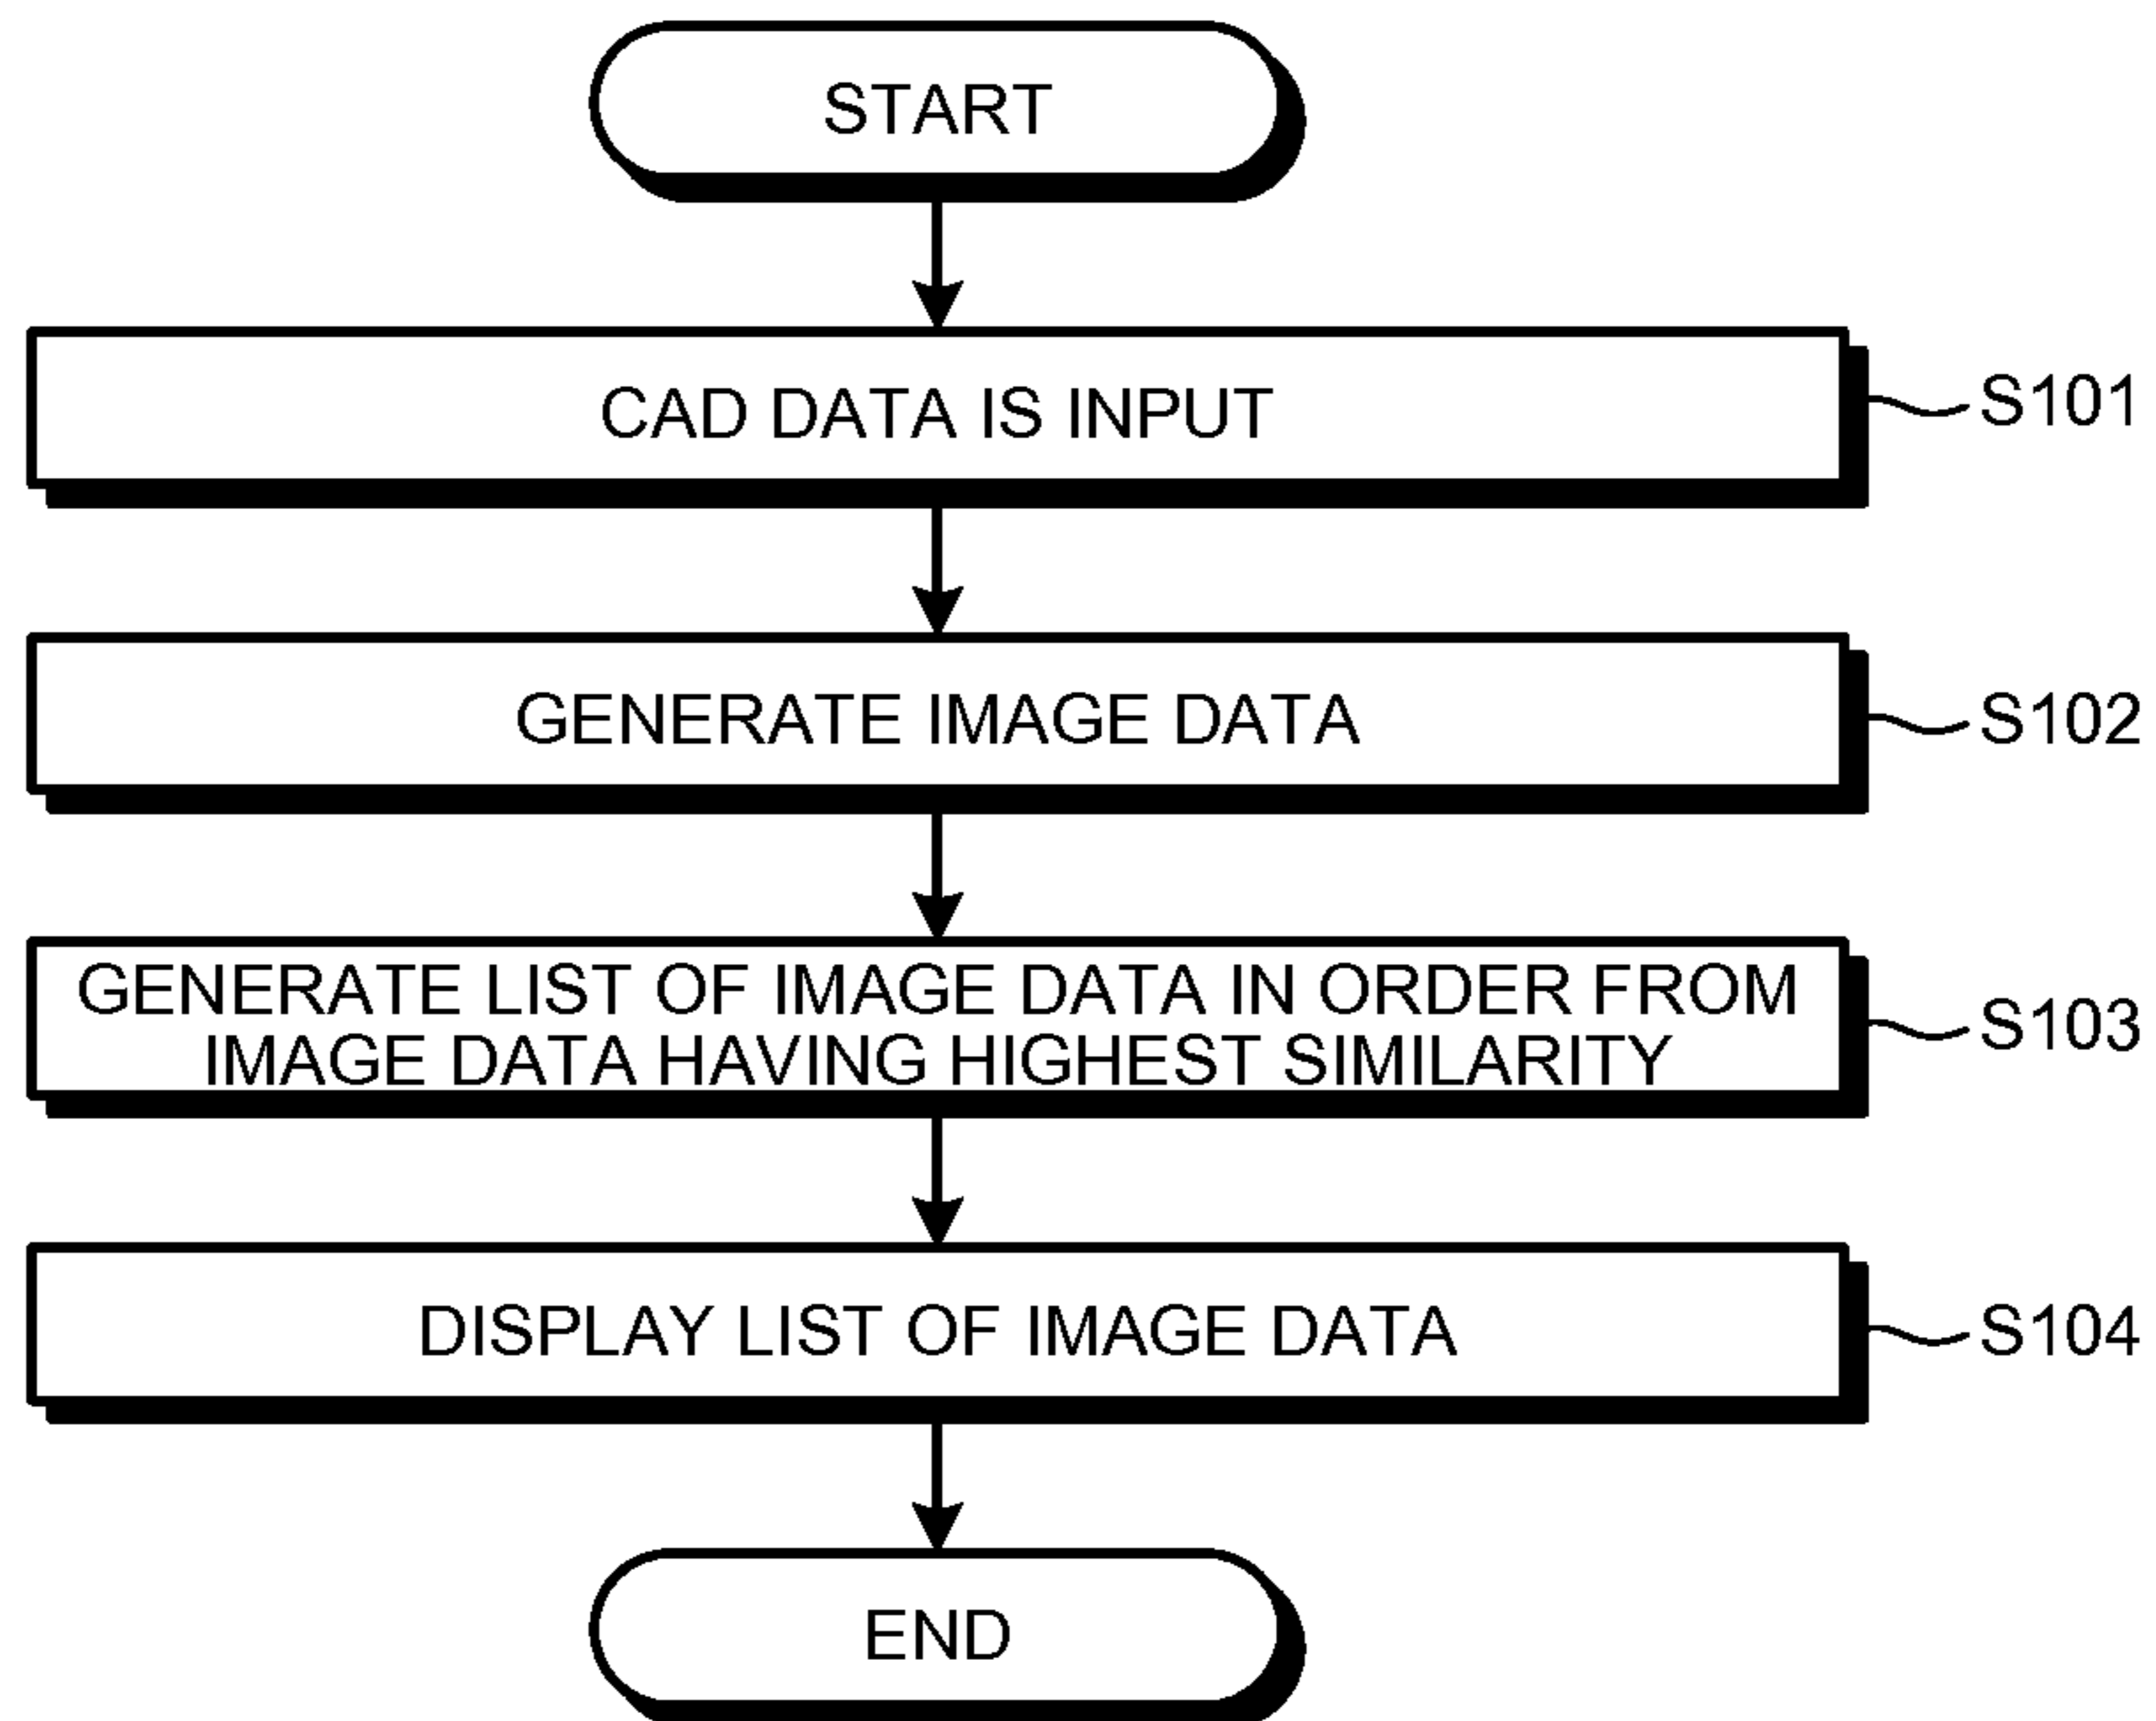 START
CAD DATA IS INPUT
S101
GENERATE IMAGE DATA
S102
GENERATE LIST OF IMAGE DATA IN ORDER FROM
IMAGE DATA HAVING HIGHEST SIMILARITY
S103
DISPLAY LIST OF IMAGE DATA
S104
END